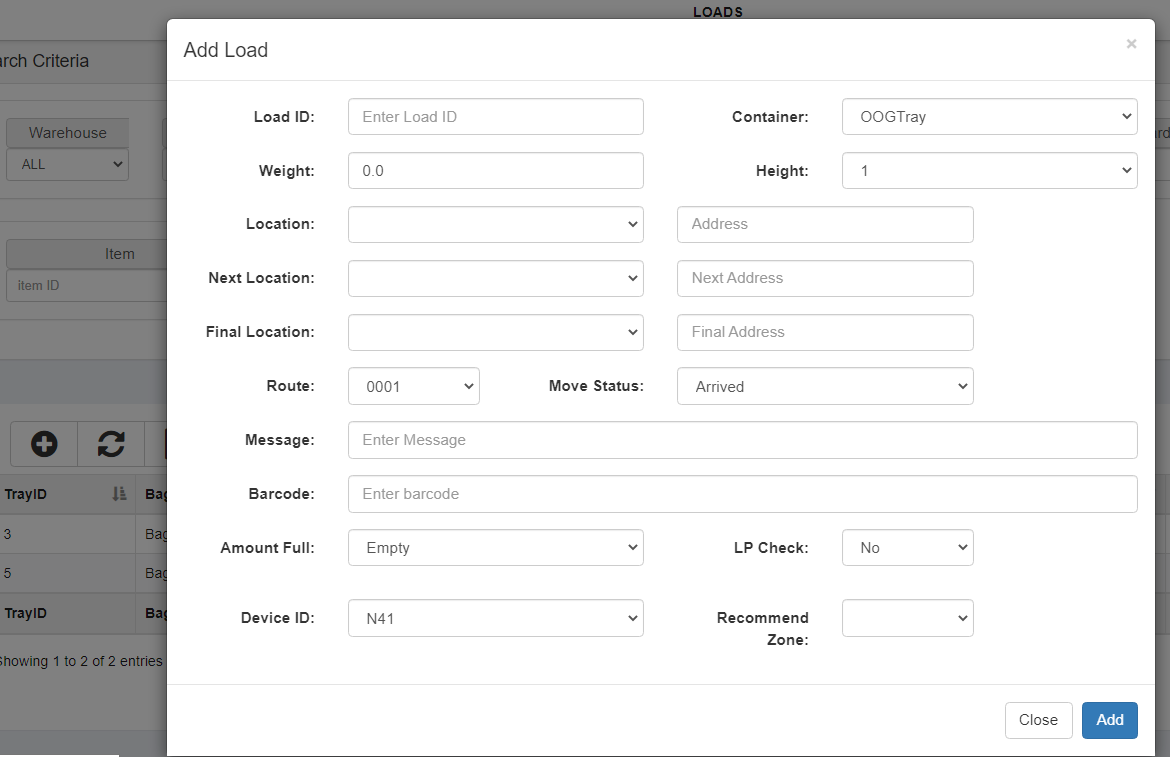 LOADS
Add Load
×
rch Criteria
Load ID: Enter Load ID Container: OOGTray
Warehouse
ALL
Weight: 0.0 Height: 1
Location: Address
Item
item ID
Next Location: Next Address
Final Location: Final Address
Route: 0001 Move Status: Arrived
Message: Enter Message
TrayID Bag
Barcode: Enter barcode
3 Bag
Amount Full: Empty LP Check: No
5 Bag
TrayID Bag
Device ID: N41 Recommend
Zone:
Showing 1 to 2 of 2 entries
Close Add